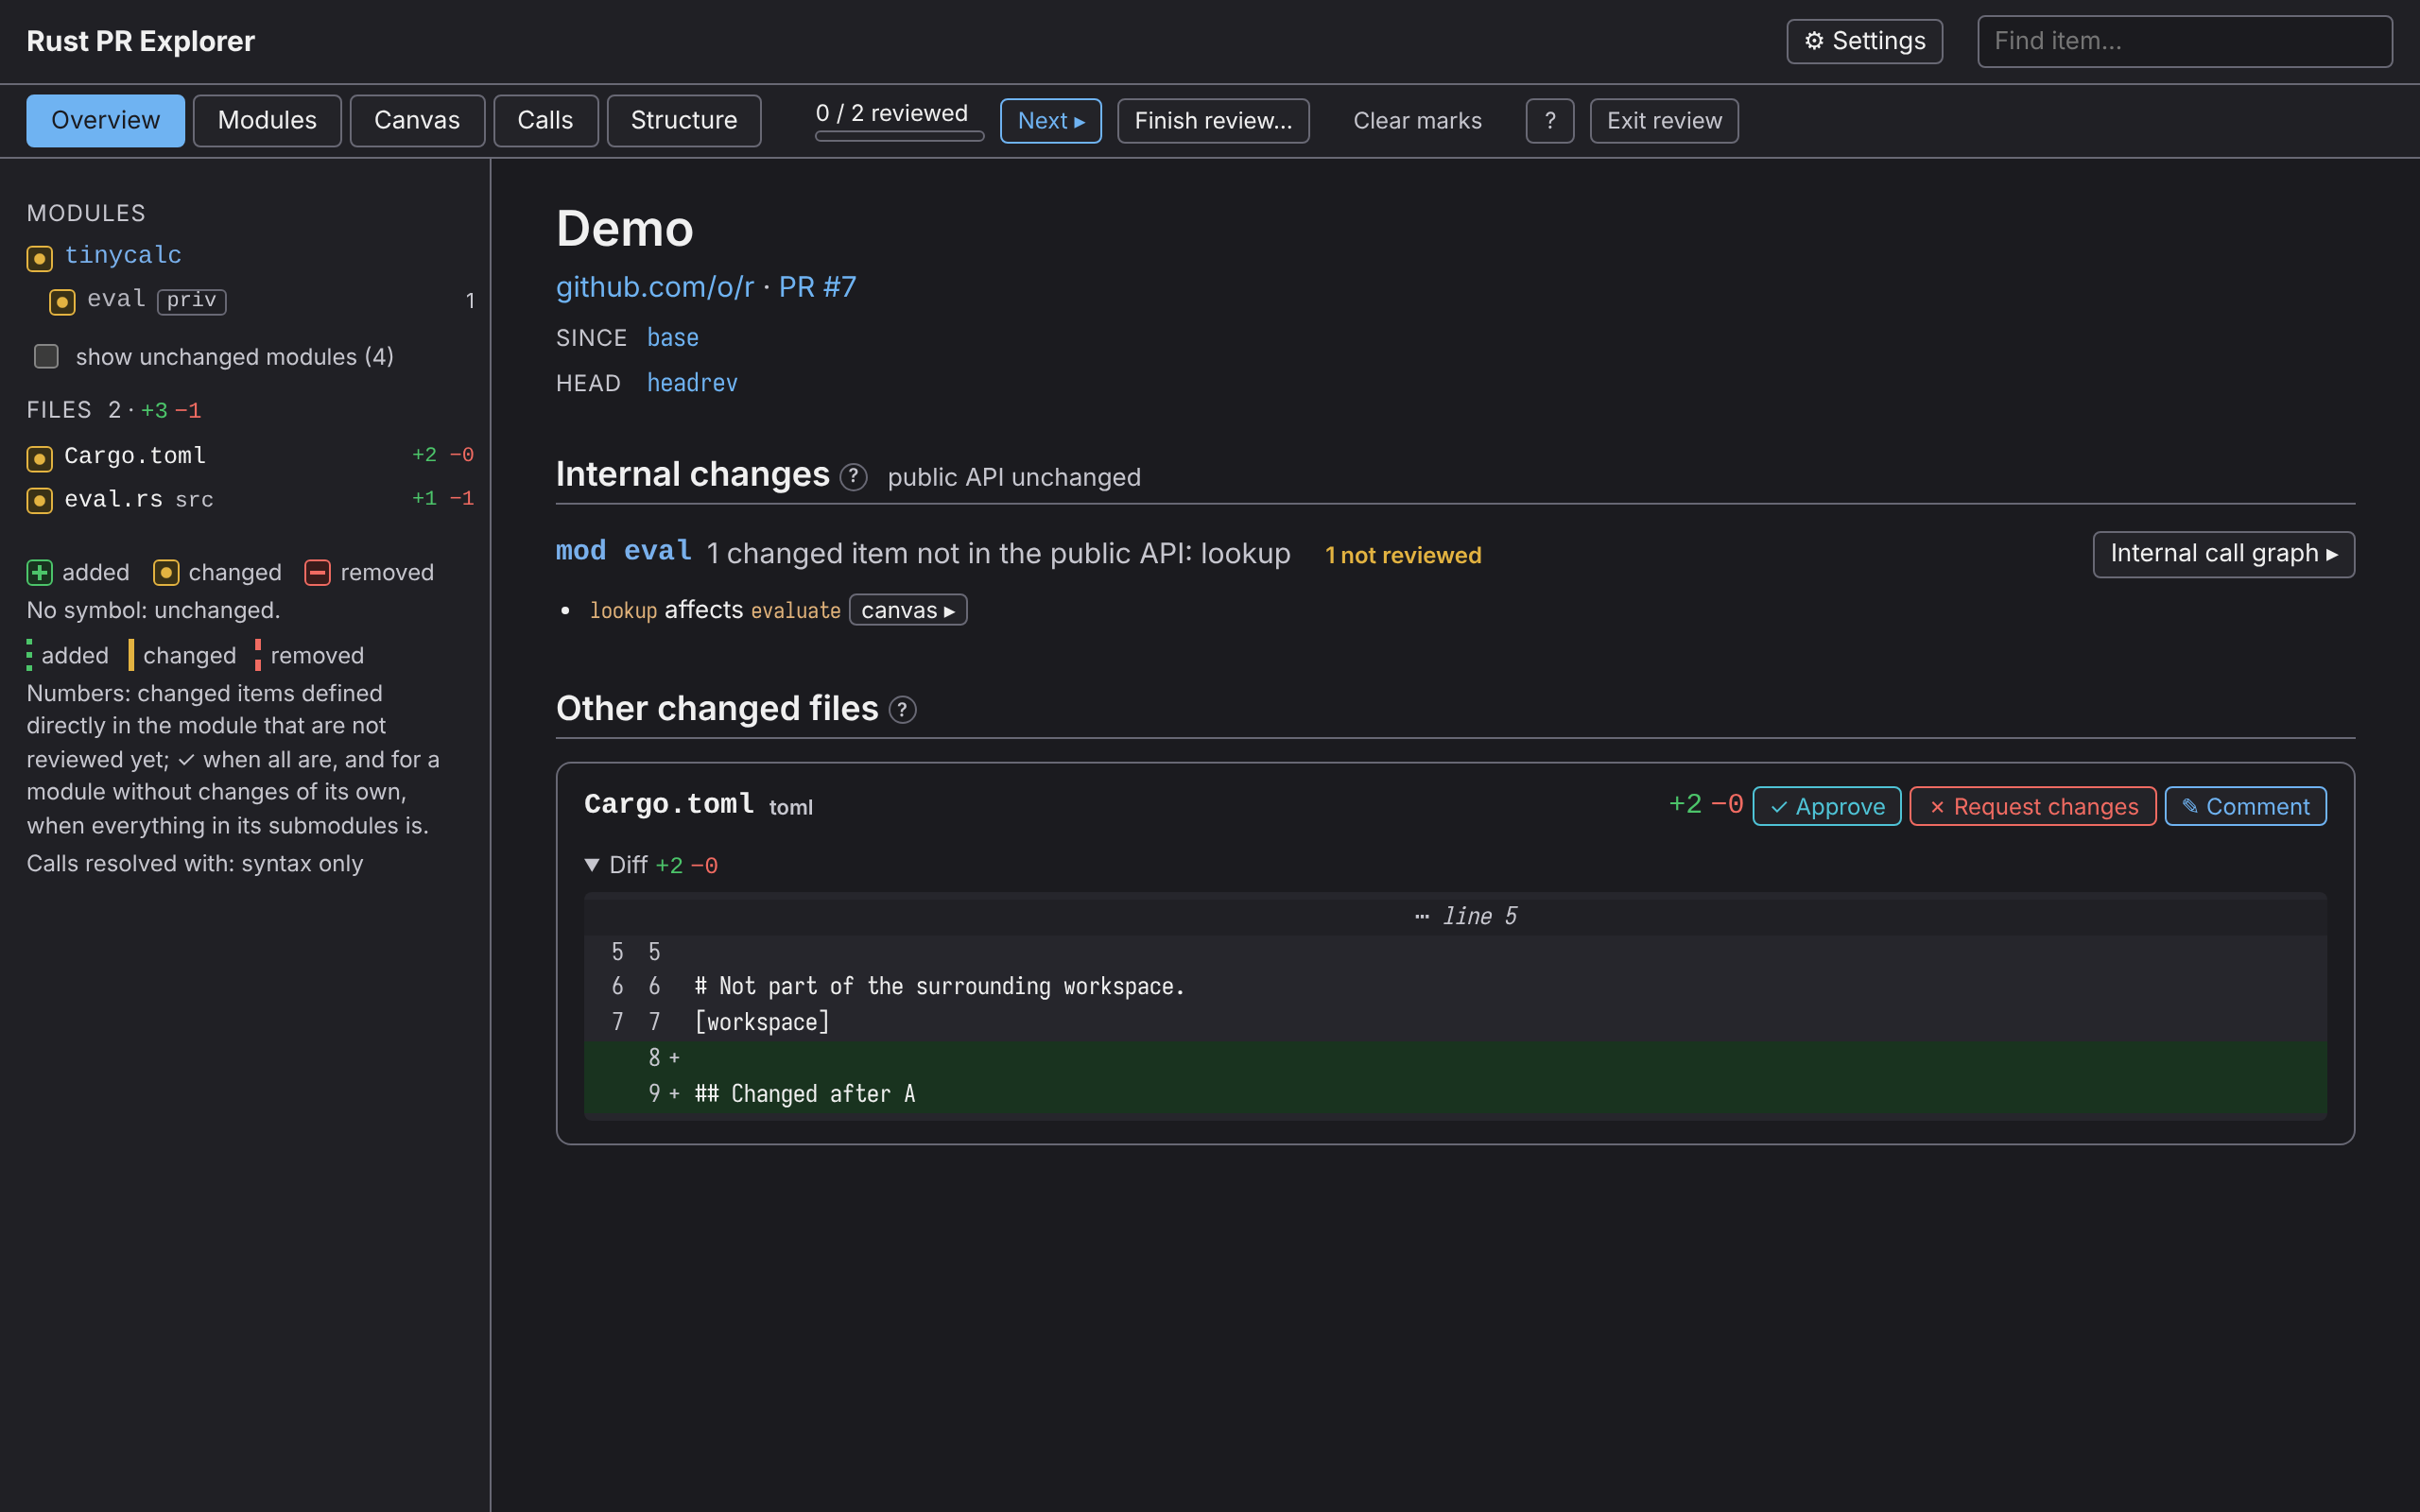 Rust PR Explorer
⚙ Settings
Find item...
Overview
Modules
Canvas
Calls
Structure
0 / 2 reviewed
Next ▸
Finish review...
Clear marks
?
Exit review
MODULES
tinycalc
eval priv 1
show unchanged modules (4)
FILES 2 · +3 −1
Cargo.toml +2 −0
eval.rs src +1 −1
added changed removed
No symbol: unchanged.
added changed removed
Numbers: changed items defined
directly in the module that are not
reviewed yet; ✓ when all are, and for a
module without changes of its own,
when everything in its submodules is.
Calls resolved with: syntax only
Demo
github.com/o/r · PR #7
SINCE base
HEAD headrev
Internal changes ? public API unchanged
mod eval 1 changed item not in the public API: lookup 1 not reviewed
Internal call graph ▸
• lookup affects evaluate canvas ▸
Other changed files ?
Cargo.toml toml
+2 −0 ✓ Approve × Request changes ✎ Comment
▼ Diff +2 −0
⋯ line 5
5 5
6 6 # Not part of the surrounding workspace.
7 7 [workspace]
8 +
9 + ## Changed after A